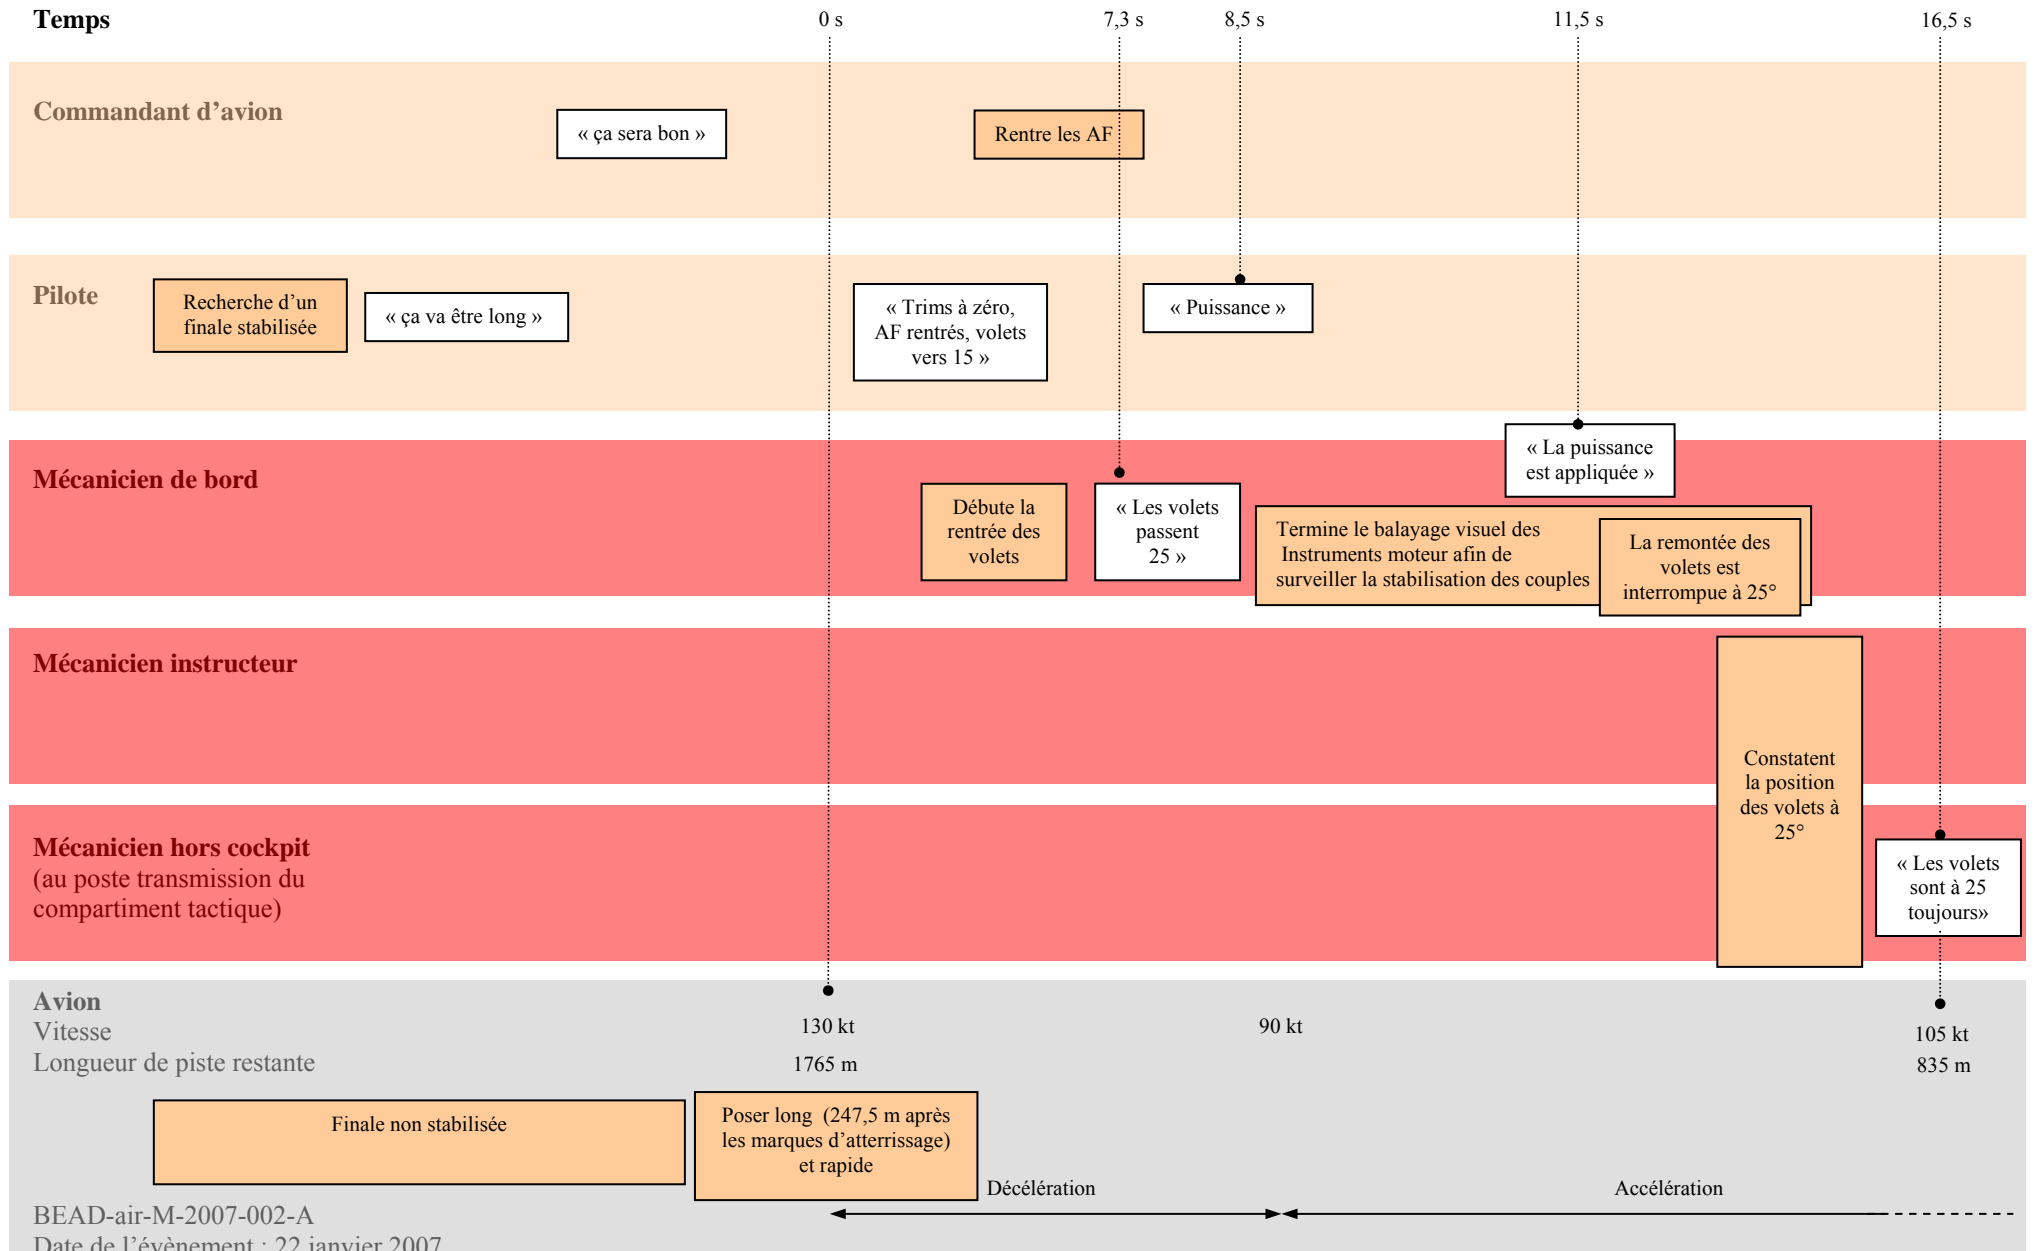 Temps
0 s
7,3 s
8,5 s
11,5 s
16,5 s
Commandant d’avion
« ça sera bon »
Rentre les AF
Pilote
Recherche d’un
finale stabilisée
« ça va être long »
« Trims à zéro,
AF rentrés, volets
vers 15 »
« Puissance »
Mécanicien de bord
Débute la
rentrée des
volets
« Les volets
passent
25 »
« La puissance
est appliquée »
Termine le balayage visuel des
Instruments moteur afin de
surveiller la stabilisation des couples
La remontée des
volets est
interrompue à 25°
Mécanicien instructeur
Constatent
la position
des volets à
25°
Mécanicien hors cockpit
(au poste transmission du
compartiment tactique)
« Les volets
sont à 25
toujours»
Avion
Vitesse
130 kt
90 kt
105 kt
Longueur de piste restante
1765 m
835 m
Finale non stabilisée
Poser long (247,5 m après
les marques d’atterrissage)
et rapide
Décélération
Accélération
BEAD-air-M-2007-002-A
Date de l’évènement : 22 janvier 2007